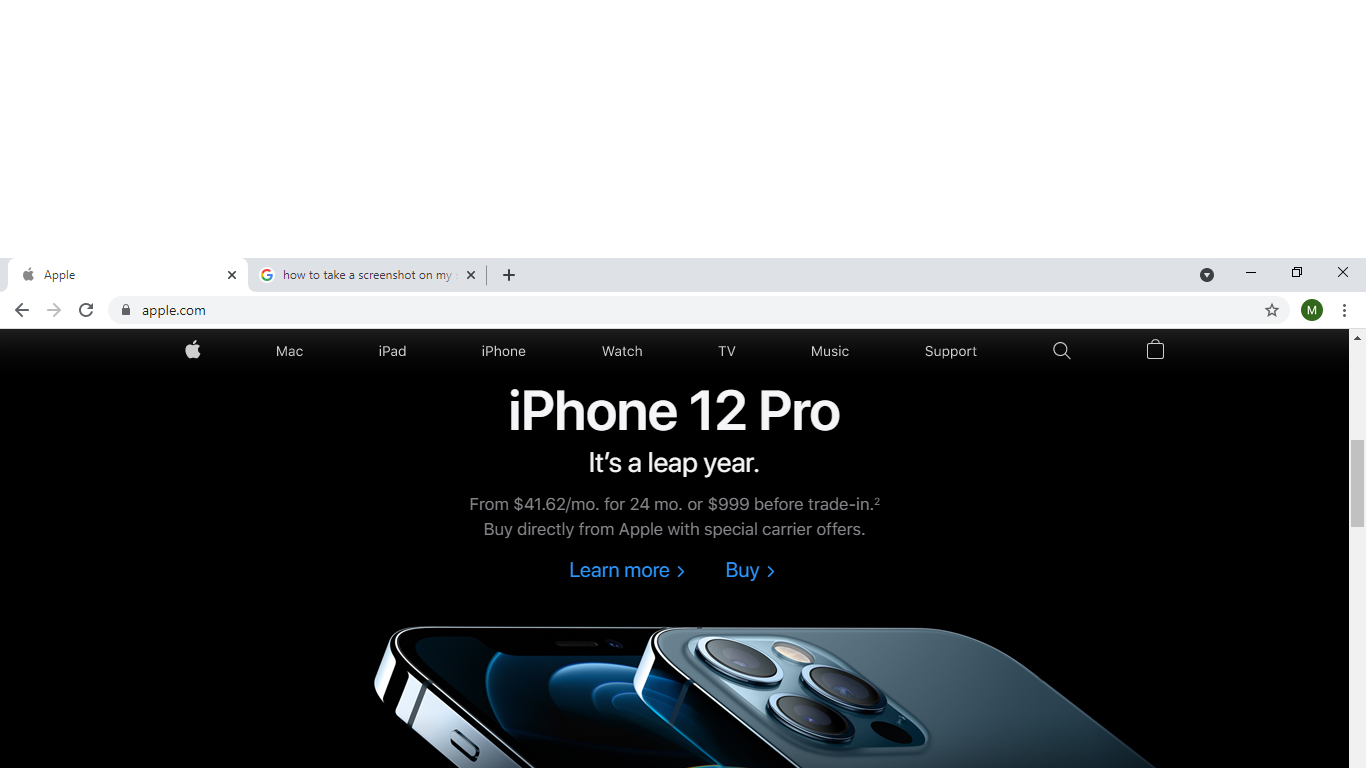 Apple
how to take a screenshot on my
apple.com
M
Mac iPad iPhone Watch TV Music Support
iPhone 12 Pro
It's a leap year.
From $41.62/mo. for 24 mo. or $999 before trade-in.²
Buy directly from Apple with special carrier offers.
Learn more > Buy >